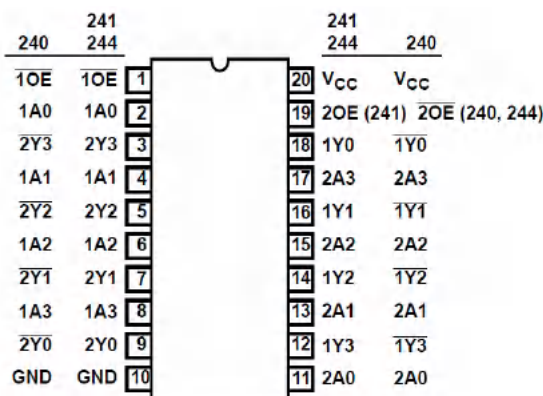 241 241
240 244 244 240
1OE 1OE 1 20 VCC VCC
1A0 1A0 2 19 2OE (241) 2OE (240, 244)
2Y3 2Y3 3 18 1Y0 1Y0
1A1 1A1 4 17 2A3 2A3
2Y2 2Y2 5 16 1Y1 1Y1
1A2 1A2 6 15 2A2 2A2
2Y1 2Y1 7 14 1Y2 1Y2
1A3 1A3 8 13 2A1 2A1
2Y0 2Y0 9 12 1Y3 1Y3
GND GND 10 11 2A0 2A0